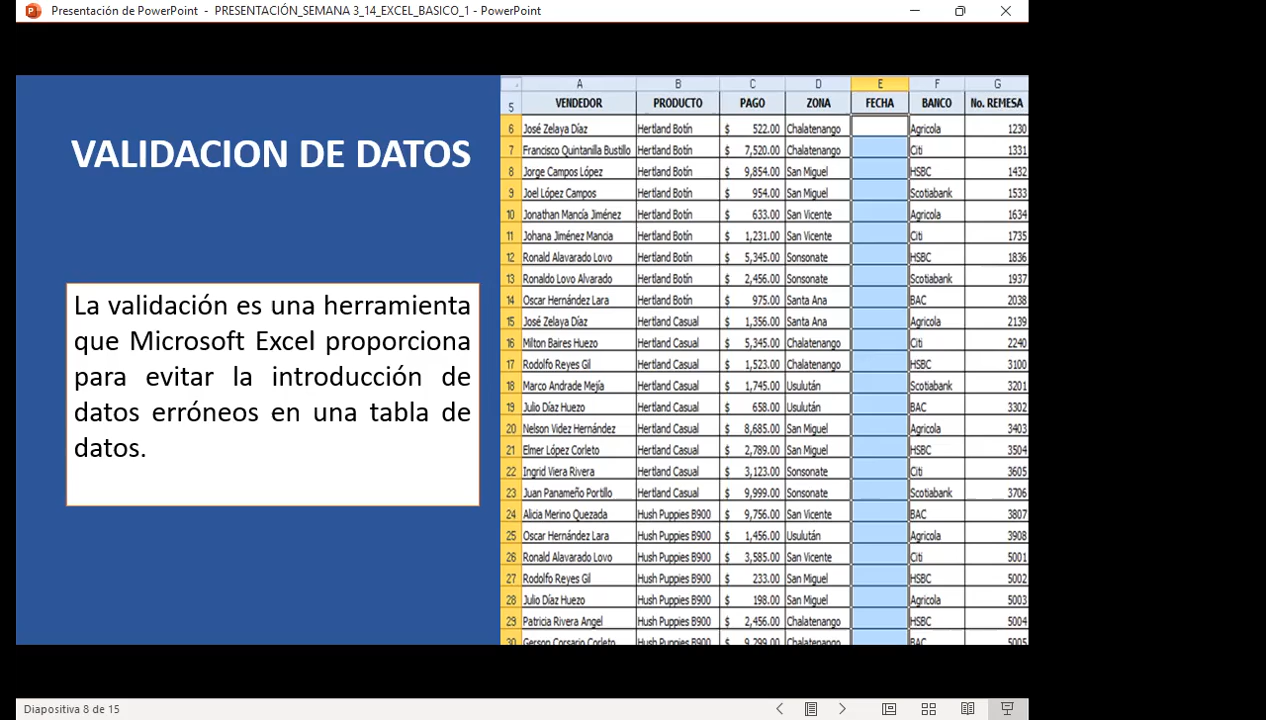 Presentación de PowerPoint - PRESENTACIÓN_SEMANA 3_14_EXCEL_BASICO_1 - PowerPoint
VALIDACION DE DATOS
La validación es una herramienta
que Microsoft Excel proporciona
para evitar la introducción de
datos erróneos en una tabla de
datos.
A B C D E F G
5 VENDEDOR PRODUCTO PAGO ZONA FECHA BANCO No. REMESA
6 José Zelaya Díaz Hertland Botín $ 522.00 Chalatenango Agricola 1230
7 Francisco Quintanilla Bustillo Hertland Botín $ 7,520.00 Chalatenango Citi 1331
8 Jorge Campos López Hertland Botín $ 9,854.00 San Miguel HSBC 1432
9 Joel López Campos Hertland Botín $ 954.00 San Miguel Scotiabank 1533
10 Jonathan Mancía Jiménez Hertland Botín $ 633.00 San Vicente Agricola 1634
11 Johana Jiménez Mancia Hertland Botín $ 1,231.00 San Vicente Citi 1735
12 Ronald Alavarado Lovo Hertland Botín $ 5,345.00 Sonsonate HSBC 1836
13 Ronaldo Lovo Alvarado Hertland Botín $ 2,456.00 Sonsonate Scotiabank 1937
14 Oscar Hernández Lara Hertland Botín $ 975.00 Santa Ana BAC 2038
15 José Zelaya Díaz Hertland Casual $ 1,356.00 Santa Ana Agricola 2139
16 Milton Baires Huezo Hertland Casual $ 5,345.00 Chalatenango Citi 2240
17 Rodolfo Reyes Gil Hertland Casual $ 1,523.00 Chalatenango HSBC 3100
18 Marco Andrade Mejía Hertland Casual $ 1,745.00 Usulután Scotiabank 3201
19 Julio Díaz Huezo Hertland Casual $ 658.00 Usulután BAC 3302
20 Nelson Videz Hernández Hertland Casual $ 8,685.00 San Miguel Agricola 3403
21 Elmer López Corleto Hertland Casual $ 2,789.00 San Miguel HSBC 3504
22 Ingrid Viera Rivera Hertland Casual $ 3,123.00 Sonsonate Citi 3605
23 Juan Panameño Portillo Hertland Casual $ 9,999.00 Sonsonate Scotiabank 3706
24 Alicia Merino Quezada Hush Puppies B900 $ 9,756.00 San Vicente BAC 3807
25 Oscar Hernández Lara Hush Puppies B900 $ 1,456.00 Usulután Agricola 3908
26 Ronald Alavarado Lovo Hush Puppies B900 $ 3,585.00 San Vicente Citi 5001
27 Rodolfo Reyes Gil Hush Puppies B900 $ 233.00 San Miguel HSBC 5002
28 Julio Díaz Huezo Hush Puppies B900 $ 198.00 San Miguel Agricola 5003
29 Patricia Rivera Angel Hush Puppies B900 $ 2,456.00 Chalatenango HSBC 5004
30 Gerson Corsario Corleto Hush Puppies B900 $ 9,299.00 Chalatenango BAC 5005
Diapositiva 8 de 15